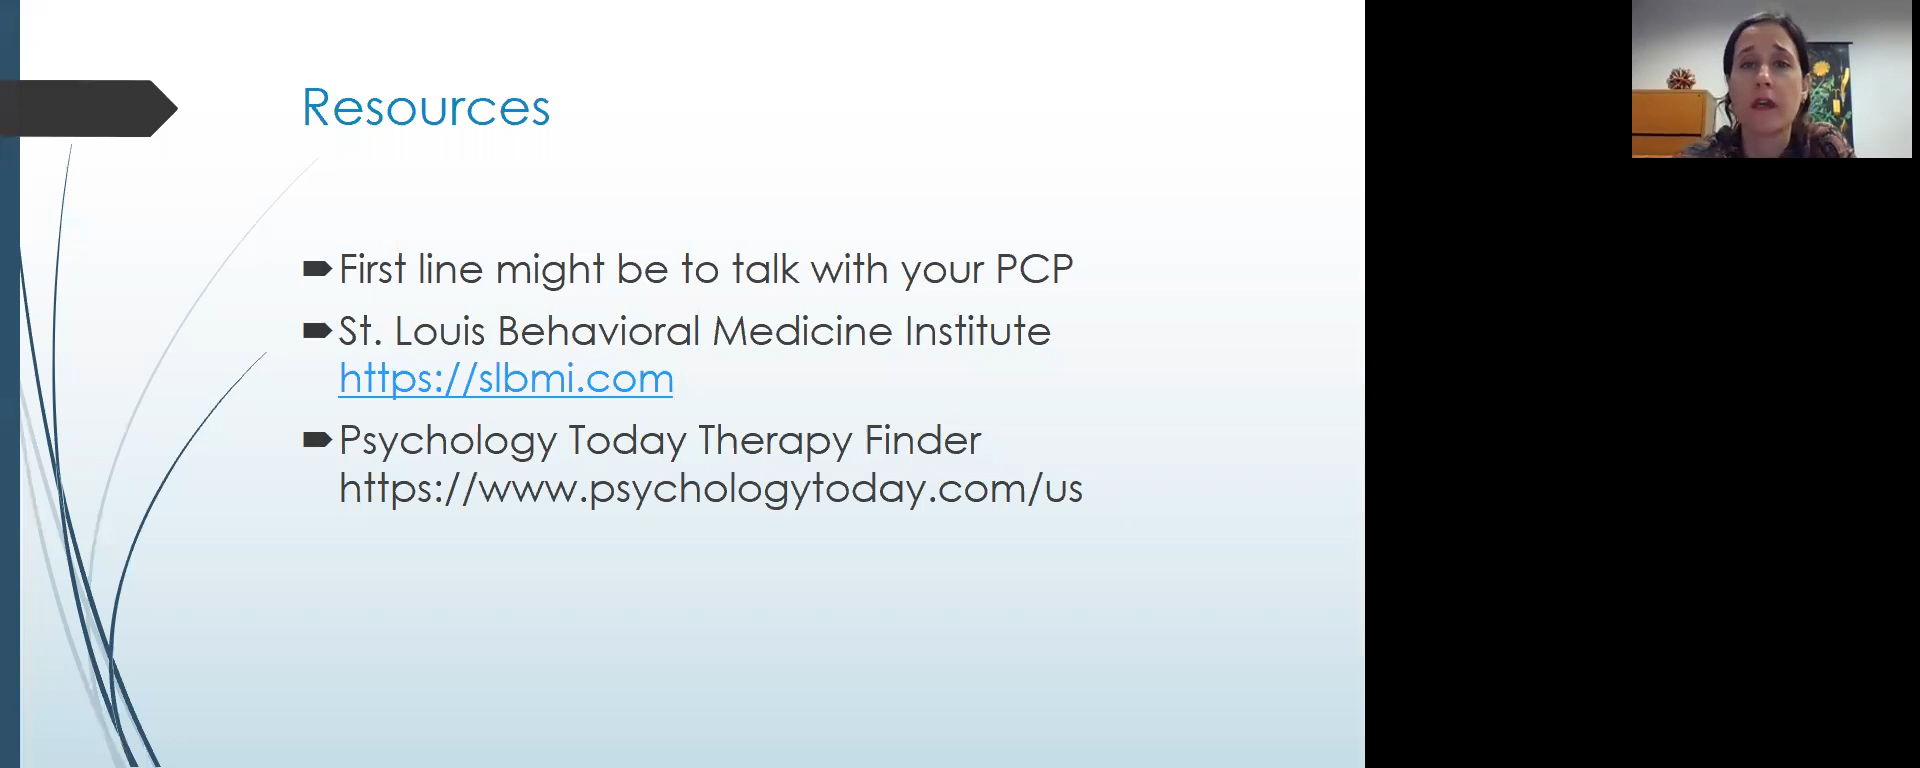 Resources
First line might be to talk with your PCP
St. Louis Behavioral Medicine Institute
https://slbmi.com
Psychology Today Therapy Finder
https://www.psychologytoday.com/us